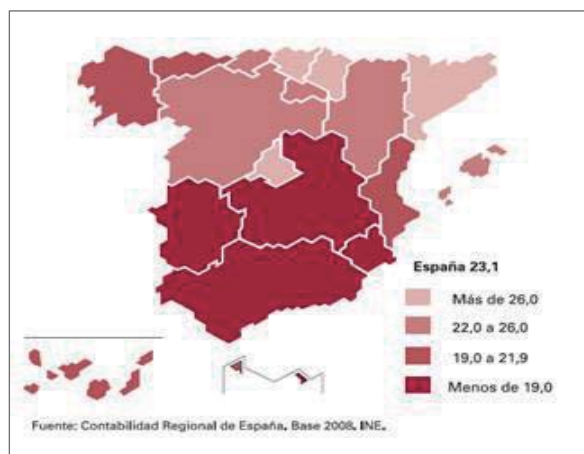 España 23,1
Más de 26,0
22,0 a 26,0
19,0 a 21,9
Menos de 19,0
Fuente: Contabilidad Regional de España. Base 2008. INE.